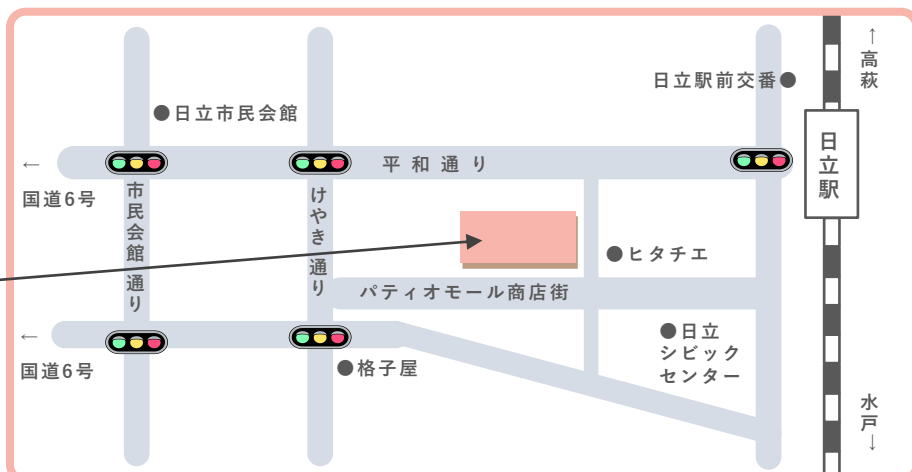 ↑
高萩
日立駅前交番
日立市民会館
日立駅
←
平和通り
国道6号
市民会館通り
けやき通り
ヒタチエ
パティオモール商店街
←
国道6号
日立
シビック
センター
格子屋
水戸
↓